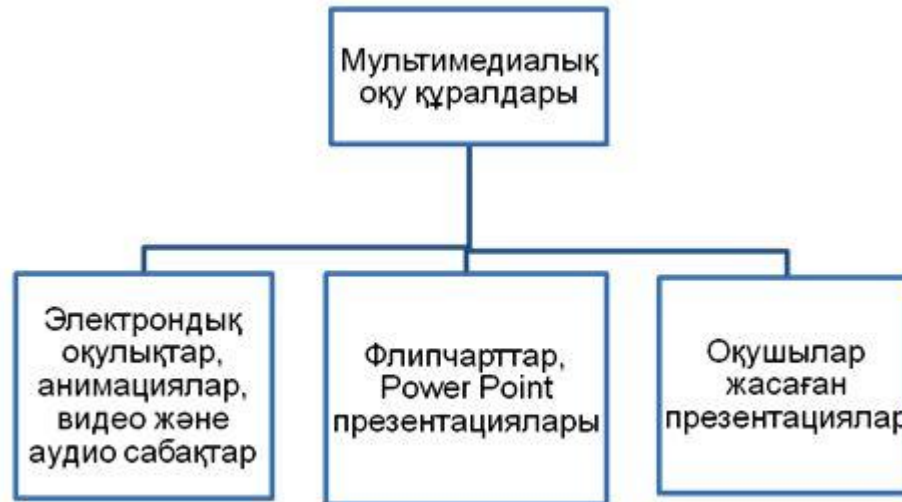 Мультимедиалық
оқу құралдары
Электрондық
оқулықтар,
анимациялар,
видео және
аудио сабақтар
Флипчарттар,
Power Point
презентациялары
Оқушылар
жасаған
презентациялар